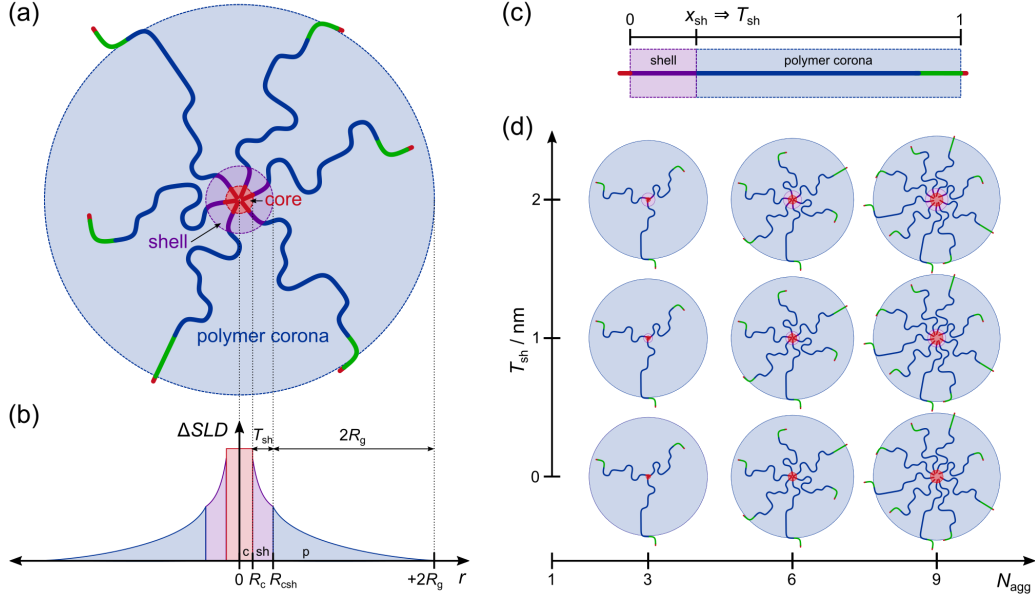 (a)
core
shell
polymer corona
(b)
ΔSLD
T_sh
2R_g
c
sh
p
0
R_c
R_csh
+2R_g
r
(c)
0
x_sh ⇒ T_sh
1
shell
polymer corona
(d)
T_sh / nm
2
1
0
1
3
6
9
N_agg